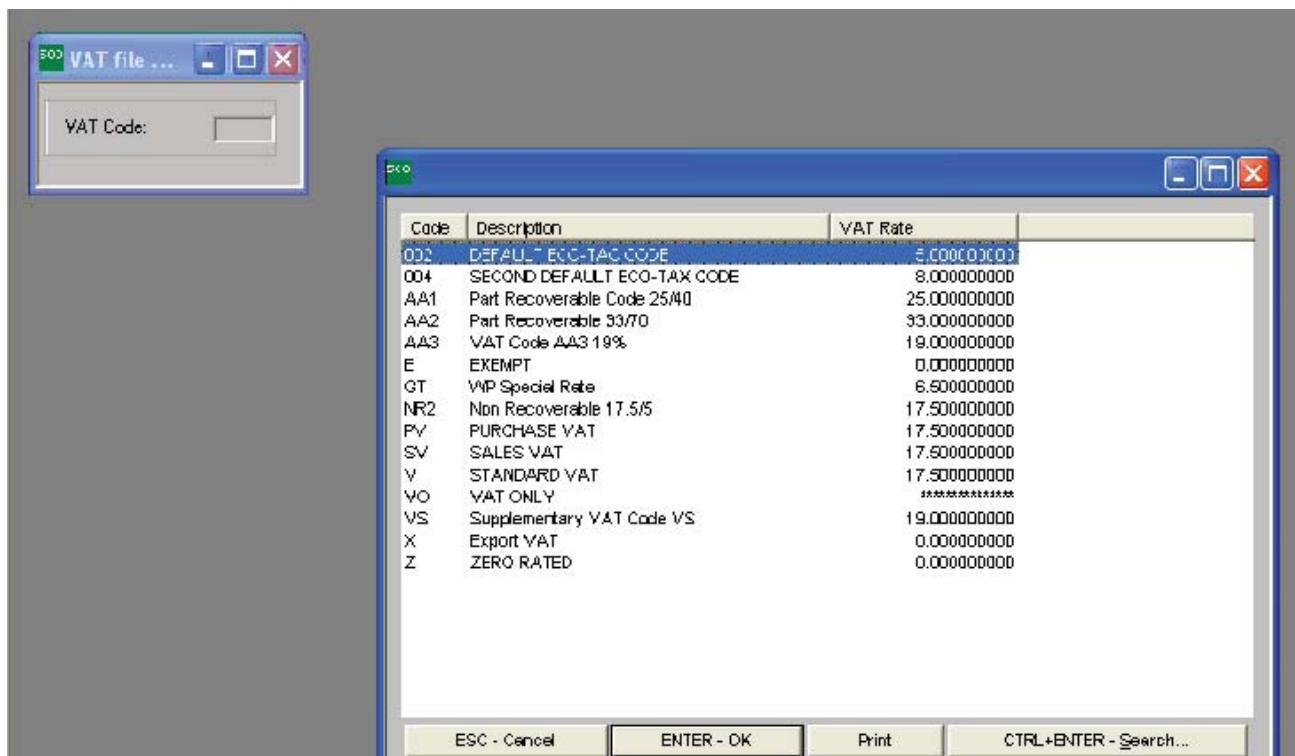 VAT file ...
VAT Code:
Code Description VAT Rate
002 DEFAULT ECO-TAC CODE
004 SECOND DEFAULT ECO-TAX CODE 8.000000000
AA1 Part Recoverable Code 25/40 25.000000000
AA2 Part Recoverable 33/70 33.000000000
AA3 VAT Code AA3 19% 19.000000000
E EXEMPT 0.000000000
GT WP Special Rate 6.500000000
NR2 Non Recoverable 17.5/5 17.500000000
PV PURCHASE VAT 17.500000000
SV SALES VAT 17.500000000
V STANDARD VAT 17.500000000
VO VAT ONLY **************
VS Supplementary VAT Code VS 19.000000000
X Export VAT 0.000000000
Z ZERO RATED 0.000000000
ESC - Cancel ENTER - OK Print CTRL+ENTER - Search...